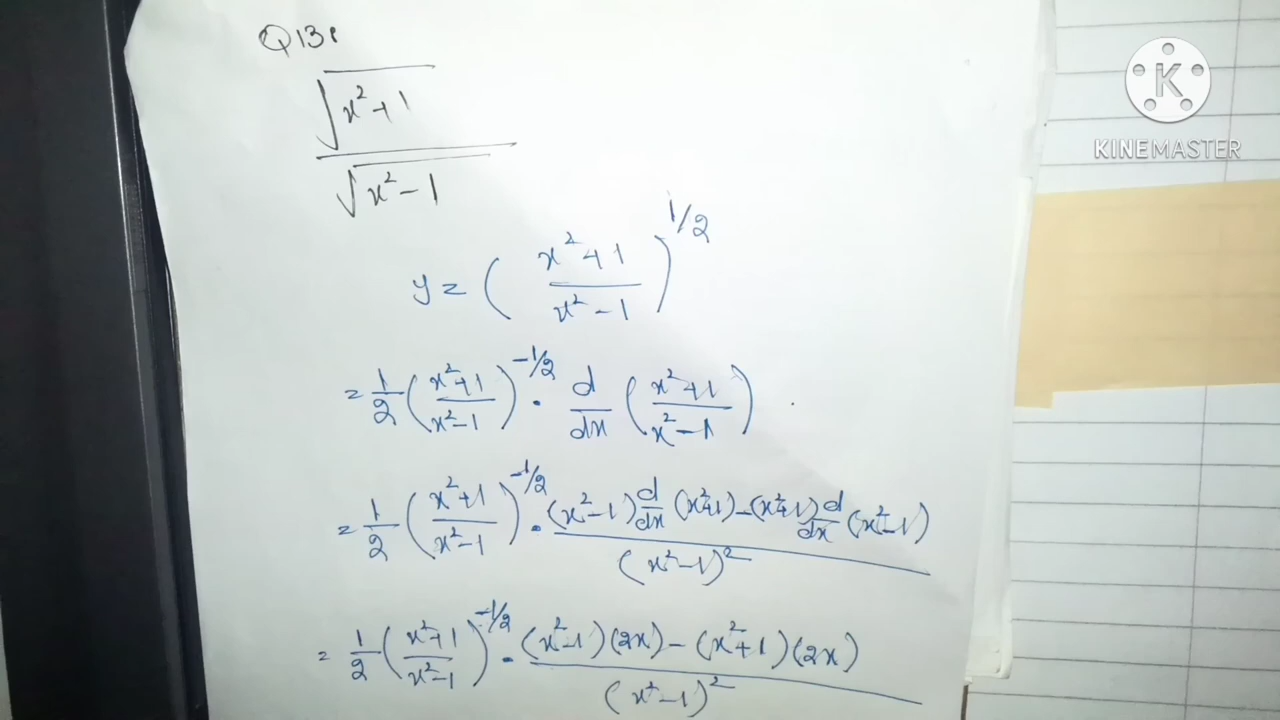 Q13:
√x²+1
√x²-1
K
KINEMASTER
y = (x²+1 / x²-1)^1/2
= 1/2 (x²+1 / x²-1)^-1/2 . d/dx (x²+1 / x²-1)
= 1/2 (x²+1 / x²-1)^-1/2 . (x²-1) d/dx (x²+1) - (x²+1) d/dx (x²-1) / (x²-1)²
= 1/2 (x²+1 / x²-1)^-1/2 . (x²-1)(2x) - (x²+1)(2x) / (x²-1)²